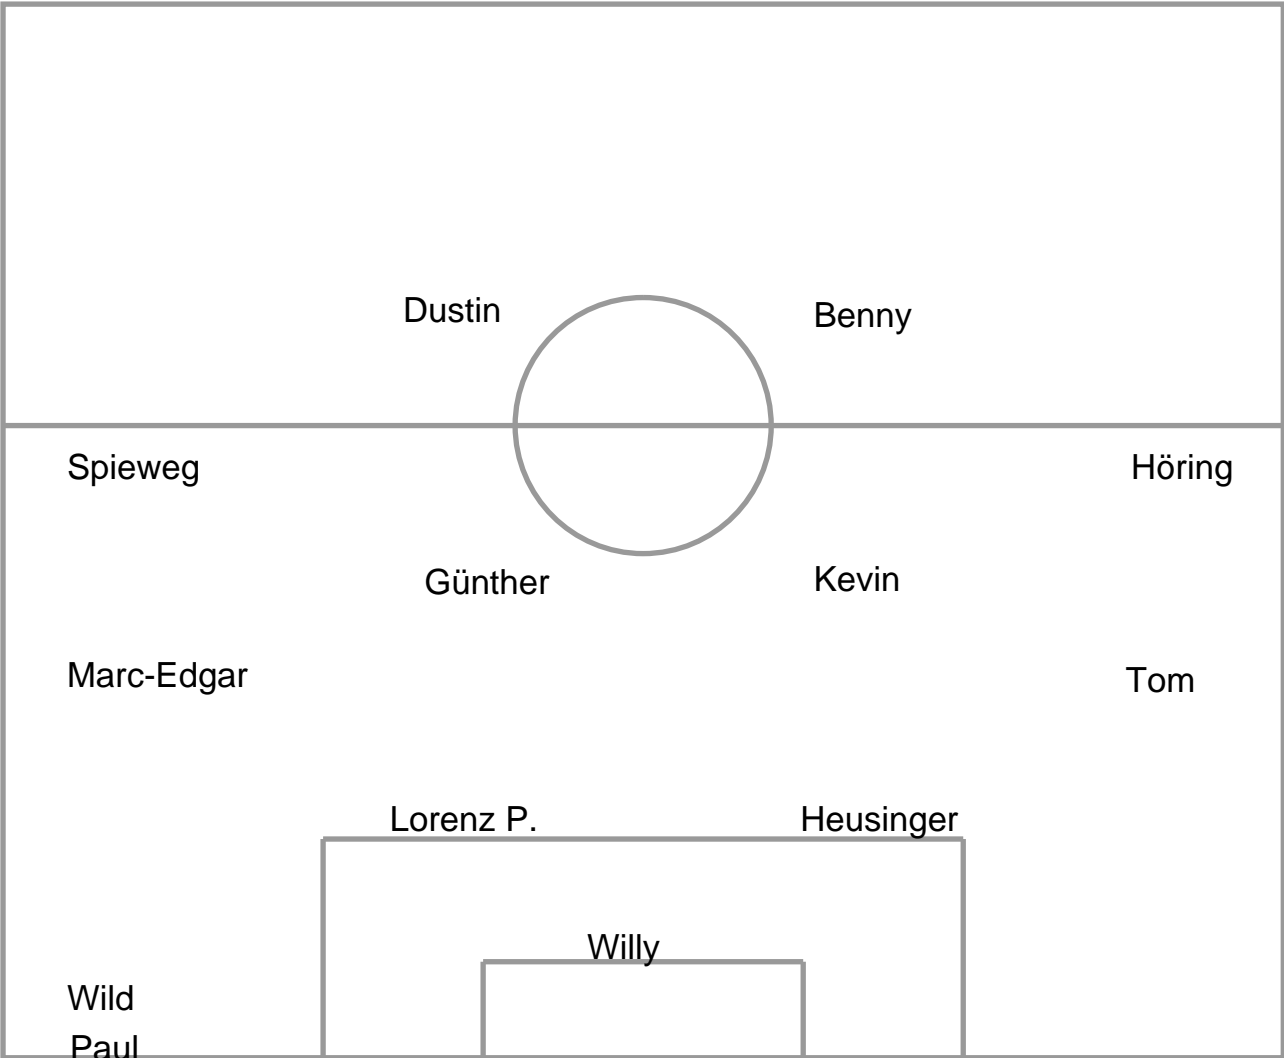 Dustin
Benny
Spieweg
Höring
Günther
Kevin
Marc-Edgar
Tom
Lorenz P.
Heusinger
Willy
Wild
Paul